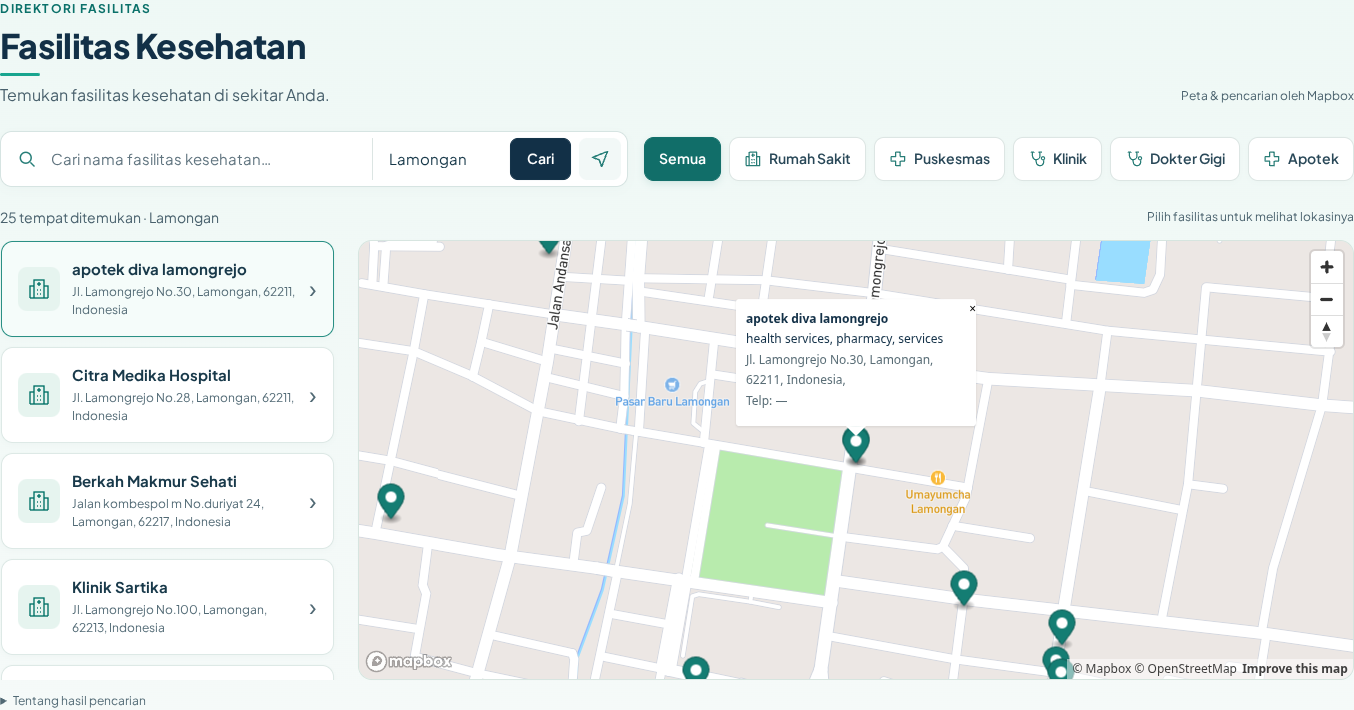 DIREKTORI FASILITAS
Fasilitas Kesehatan
Temukan fasilitas kesehatan di sekitar Anda.
Peta & pencarian oleh Mapbox
Cari nama fasilitas kesehatan...
Lamongan
Cari
Semua
Rumah Sakit
Puskesmas
Klinik
Dokter Gigi
Apotek
25 tempat ditemukan · Lamongan
Pilih fasilitas untuk melihat lokasinya
apotek diva lamongrejo
Jl. Lamongrejo No.30, Lamongan, 62211,
Indonesia
Citra Medika Hospital
Jl. Lamongrejo No.28, Lamongan, 62211,
Indonesia
Berkah Makmur Sehati
Jalan kombespol m No.duriyat 24,
Lamongan, 62217, Indonesia
Klinik Sartika
Jl. Lamongrejo No.100, Lamongan,
62213, Indonesia
Jalan Andansa
mongrejo
apotek diva lamongrejo
×
health services, pharmacy, services
Jl. Lamongrejo No.30, Lamongan,
62211, Indonesia,
Telp: —
Pasar Baru Lamongan
Umayumcha
Lamongan
mapbox
© Mapbox © OpenStreetMap Improve this map
Tentang hasil pencarian